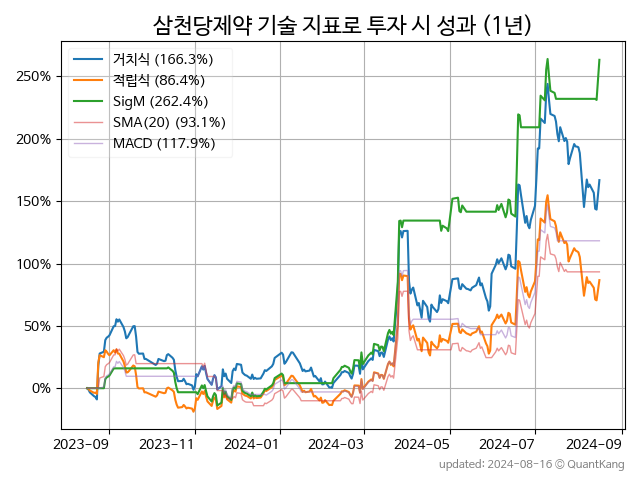 삼천당제약 기술 지표로 투자 시 성과 (1년)
거치식 (166.3%)
적립식 (86.4%)
SigM (262.4%)
SMA(20) (93.1%)
MACD (117.9%)
250%
200%
150%
100%
50%
0%
2023-09 2023-11 2024-01 2024-03 2024-05 2024-07 2024-09
updated: 2024-08-16 © QuantKang